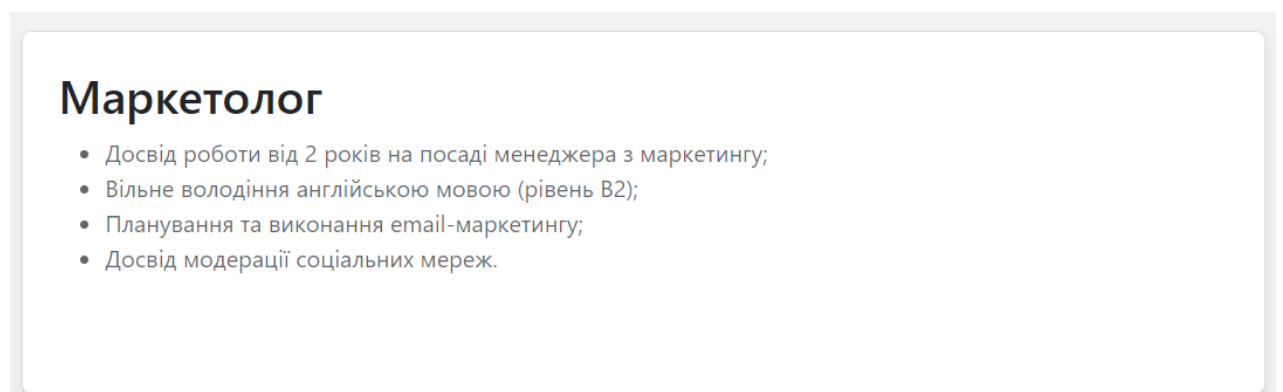 Маркетолог
• Досвід роботи від 2 років на посаді менеджера з маркетингу;
• Вільне володіння англійською мовою (рівень B2);
• Планування та виконання email-маркетингу;
• Досвід модерації соціальних мереж.